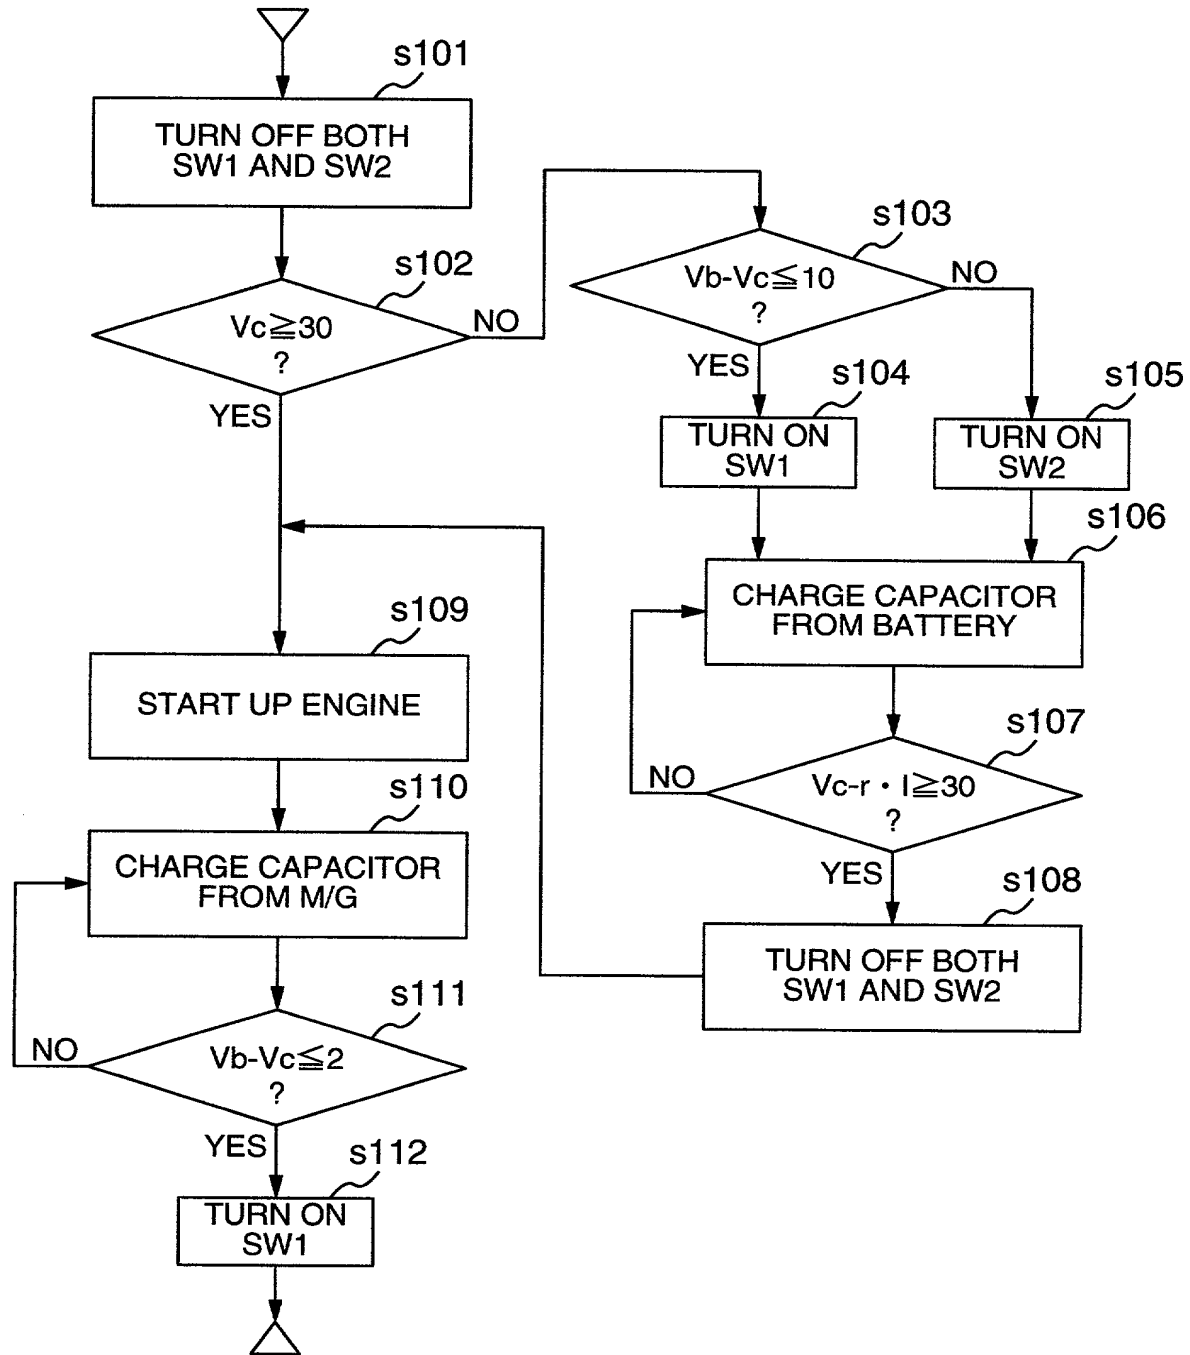 s101
TURN OFF BOTH
SW1 AND SW2
s102
Vc≧30
?
NO
YES
s103
Vb-Vc≦10
?
NO
YES
s104
TURN ON
SW1
s105
TURN ON
SW2
s106
CHARGE CAPACITOR
FROM BATTERY
s107
Vc-r・I≧30
?
NO
YES
s108
TURN OFF BOTH
SW1 AND SW2
s109
START UP ENGINE
s110
CHARGE CAPACITOR
FROM M/G
s111
Vb-Vc≦2
?
NO
YES
s112
TURN ON
SW1